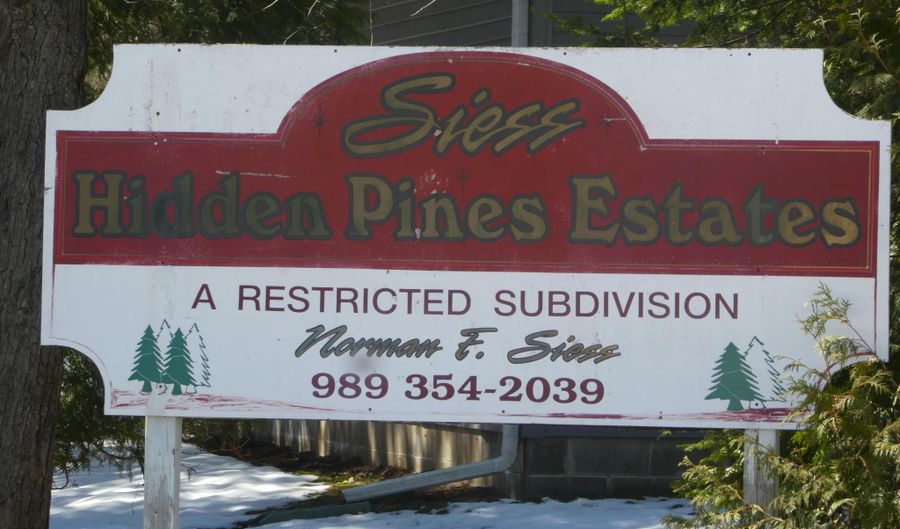 Siess
Hidden Pines Estates
A RESTRICTED SUBDIVISION
Norman F. Siess
989 354-2039